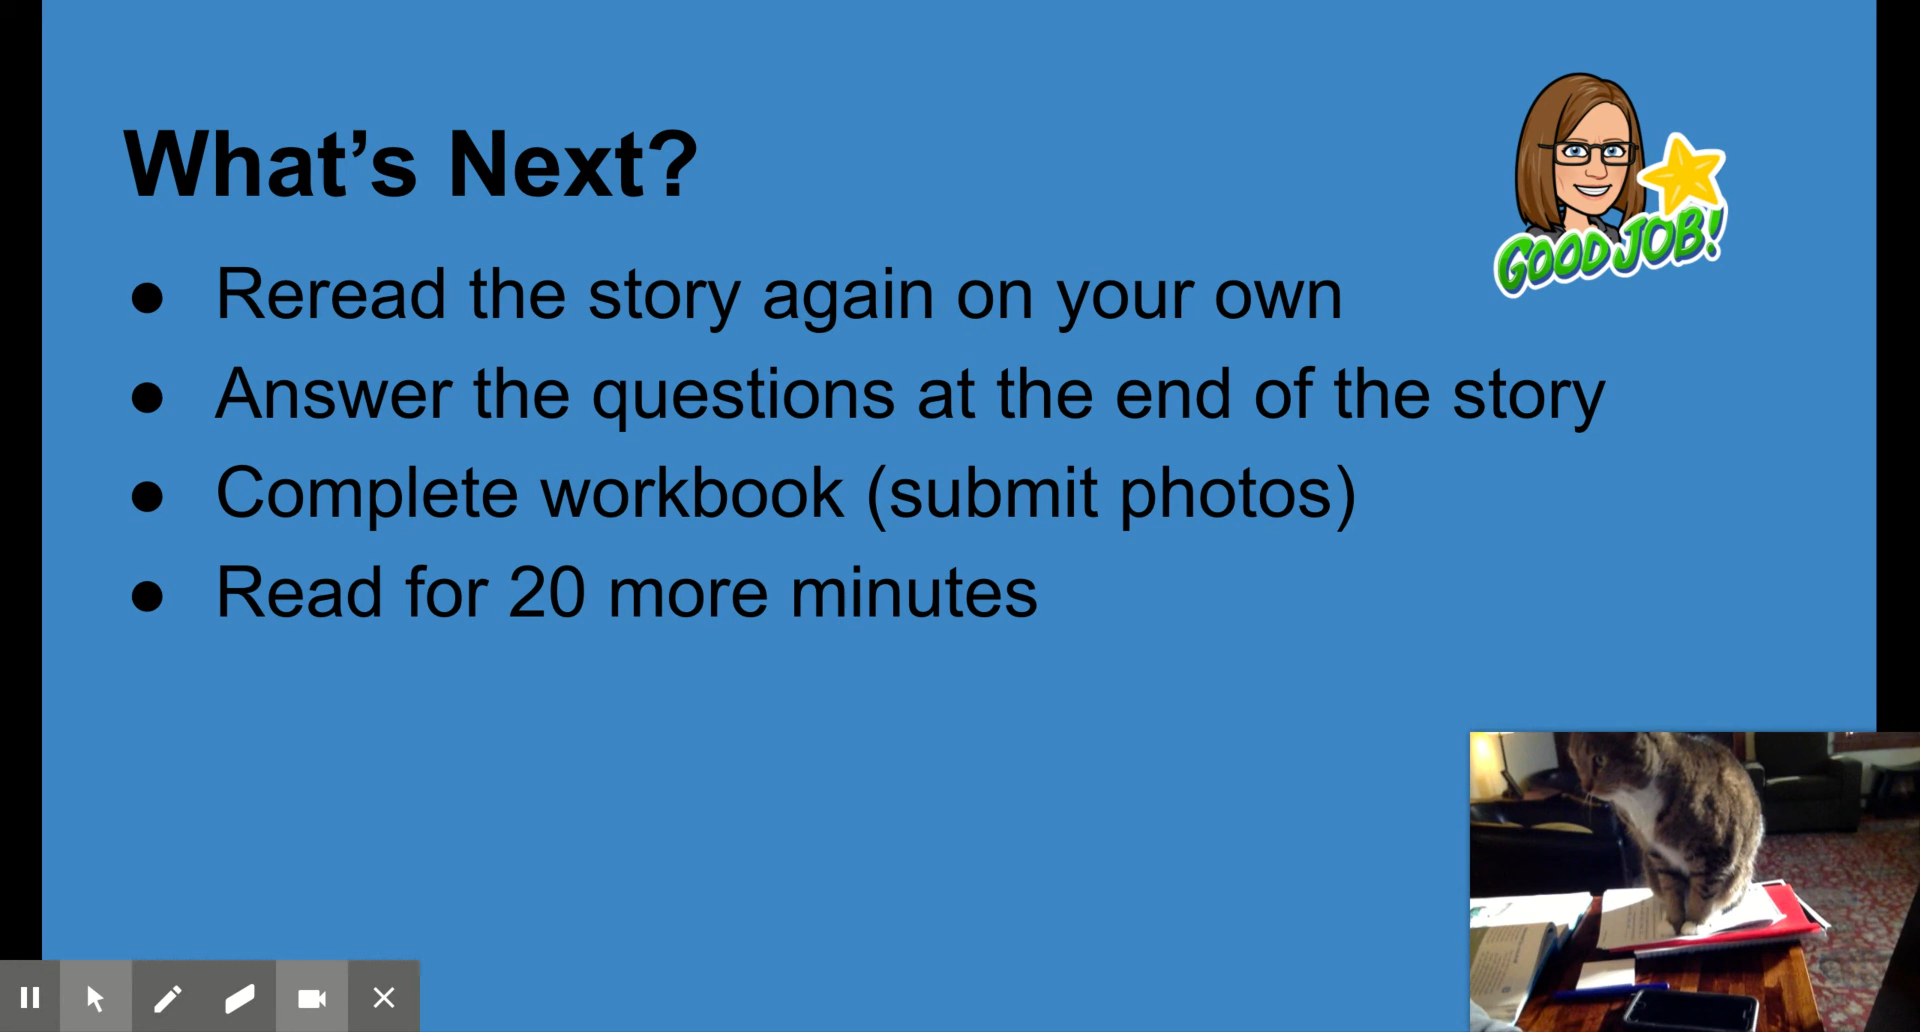 What’s Next?
GOOD JOB!
● Reread the story again on your own
● Answer the questions at the end of the story
● Complete workbook (submit photos)
● Read for 20 more minutes